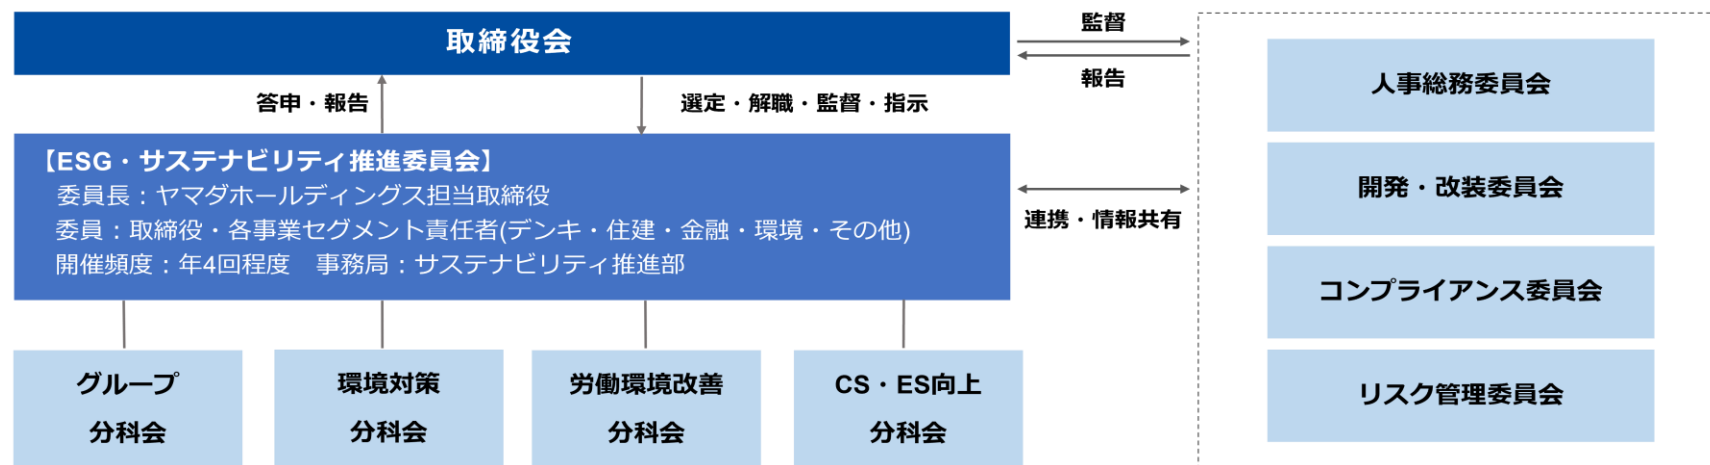 取締役会
監督
報告
答申・報告
選定・解職・監督・指示
【ESG・サステナビリティ推進委員会】
委員長：ヤマダホールディングス担当取締役
委員：取締役・各事業セグメント責任者(デンキ・住建・金融・環境・その他)
開催頻度：年4回程度　事務局：サステナビリティ推進部
連携・情報共有
グループ
分科会
環境対策
分科会
労働環境改善
分科会
CS・ES向上
分科会
人事総務委員会
開発・改装委員会
コンプライアンス委員会
リスク管理委員会